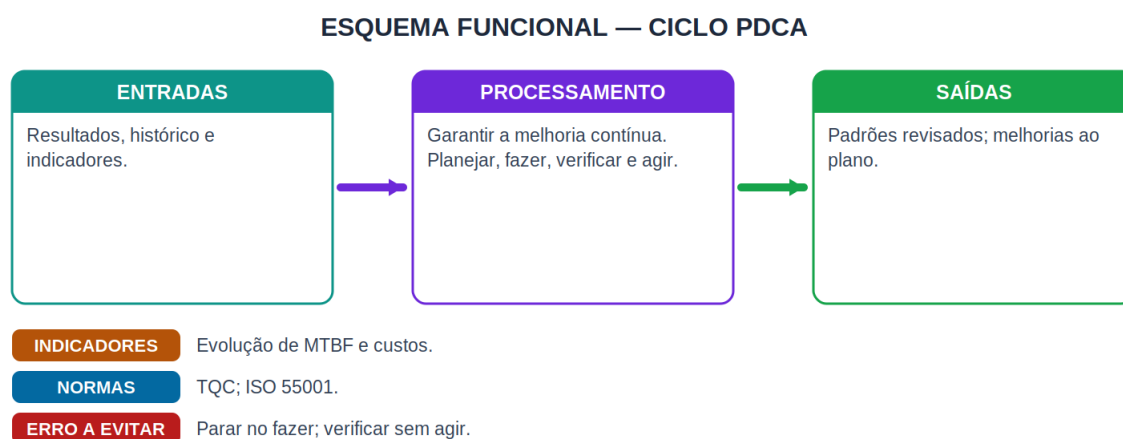 ESQUEMA FUNCIONAL — CICLO PDCA
ENTRADAS
Resultados, histórico e
indicadores.
PROCESSAMENTO
Garantir a melhoria contínua.
Planejar, fazer, verificar e agir.
SAÍDAS
Padrões revisados; melhorias ao
plano.
INDICADORES Evolução de MTBF e custos.
NORMAS TQC; ISO 55001.
ERRO A EVITAR Parar no fazer; verificar sem agir.